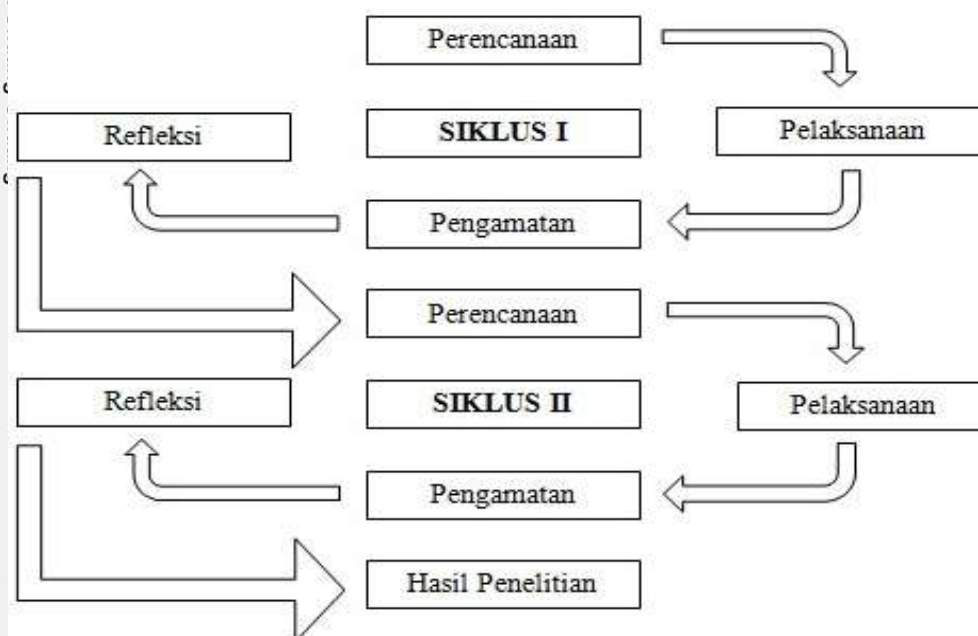 Perencanaan
Refleksi
SIKLUS I
Pelaksanaan
Pengamatan
Perencanaan
Refleksi
SIKLUS II
Pelaksanaan
Pengamatan
Hasil Penelitian